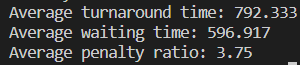 Average turnaround time: 792.333
Average waiting time: 596.917
Average penalty ratio: 3.75